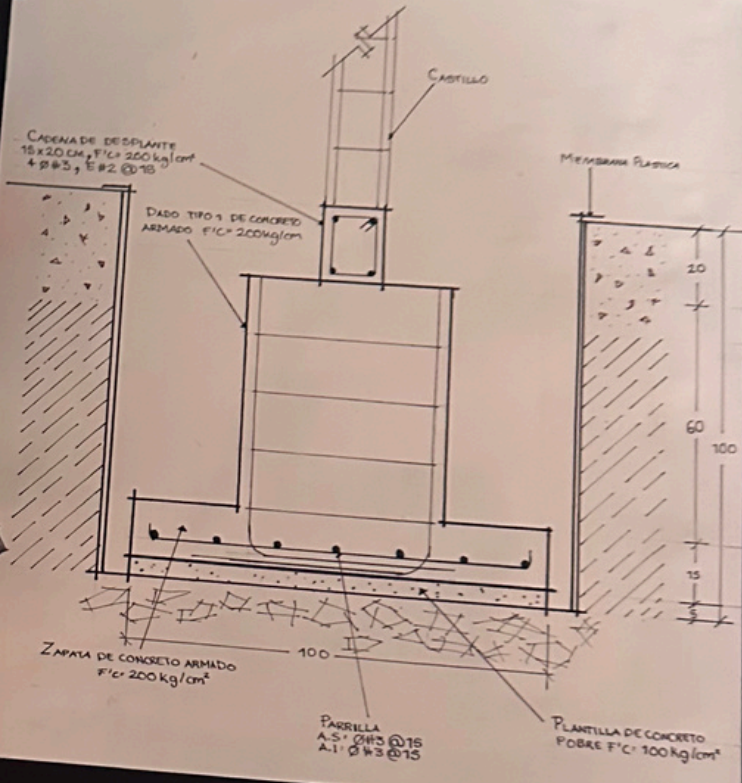 CASTILLO
CADENA DE DESPLANTE
15x20 CM, F'C= 200 kg/cm²
4 Ø#3, E#2 @15
MEMBRANA PLASTICA
DADO TIPO 1 DE CONCRETO
ARMADO F'C= 200kg/cm
20
60
100
15
5
100
ZAPATA DE CONCRETO ARMADO
F'C= 200 kg/cm²
PARRILLA
A.S: Ø#3 @15
A.I: Ø#3 @15
PLANTILLA DE CONCRETO
POBRE F'C= 100 kg/cm²